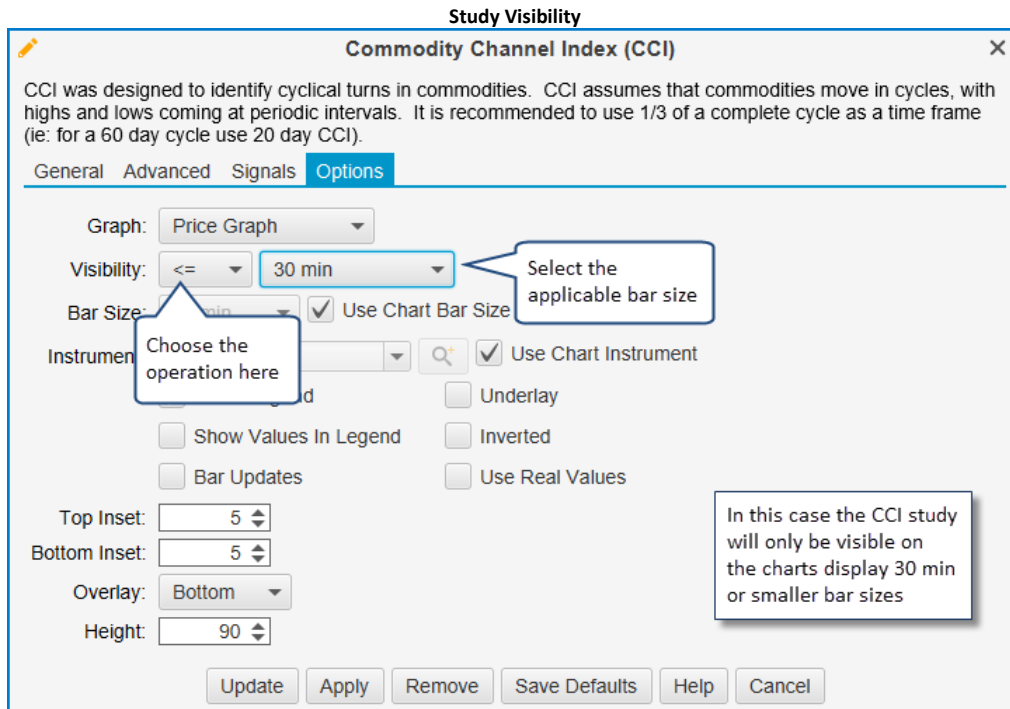 Study Visibility
Commodity Channel Index (CCI)
CCI was designed to identify cyclical turns in commodities. CCI assumes that commodities move in cycles, with
highs and lows coming at periodic intervals. It is recommended to use 1/3 of a complete cycle as a time frame
(ie: for a 60 day cycle use 20 day CCI).
General Advanced Signals Options
Graph: Price Graph
Visibility: <= 30 min
Select the
applicable bar size
Bar Size: min Use Chart Bar Size
Choose the
operation here
Use Chart Instrument
Underlay
Show Values In Legend Inverted
Bar Updates Use Real Values
Top Inset: 5
Bottom Inset: 5
Overlay: Bottom
Height: 90
In this case the CCI study
will only be visible on
the charts display 30 min
or smaller bar sizes
Update Apply Remove Save Defaults Help Cancel